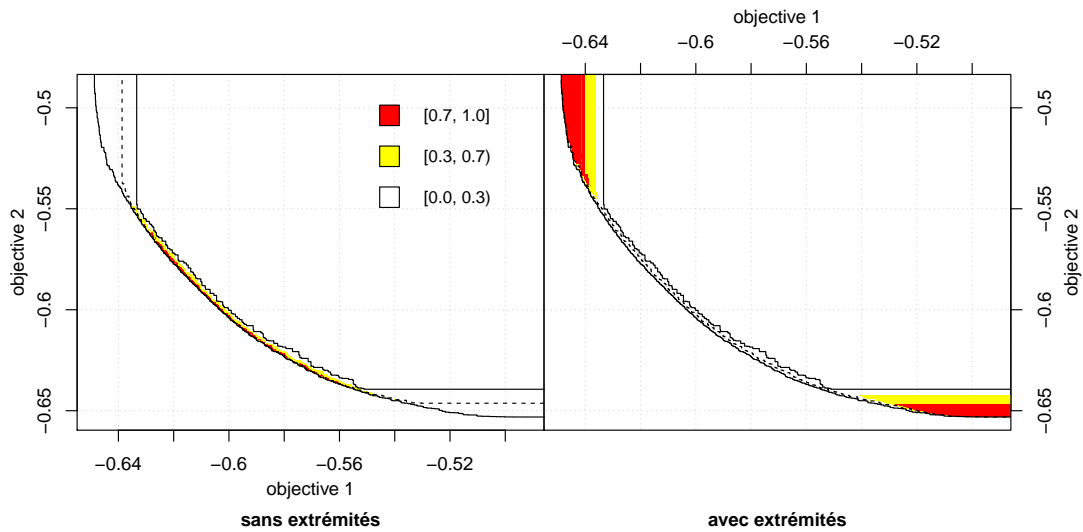 objective 1
−0.64 −0.6 −0.56 −0.52
−0.5
−0.55
−0.6
−0.65
objective 2
[0.7, 1.0]
[0.3, 0.7)
[0.0, 0.3)
−0.5
−0.55
−0.6
−0.65
objective 2
−0.64 −0.6 −0.56 −0.52
objective 1
sans extrémités
avec extrémités